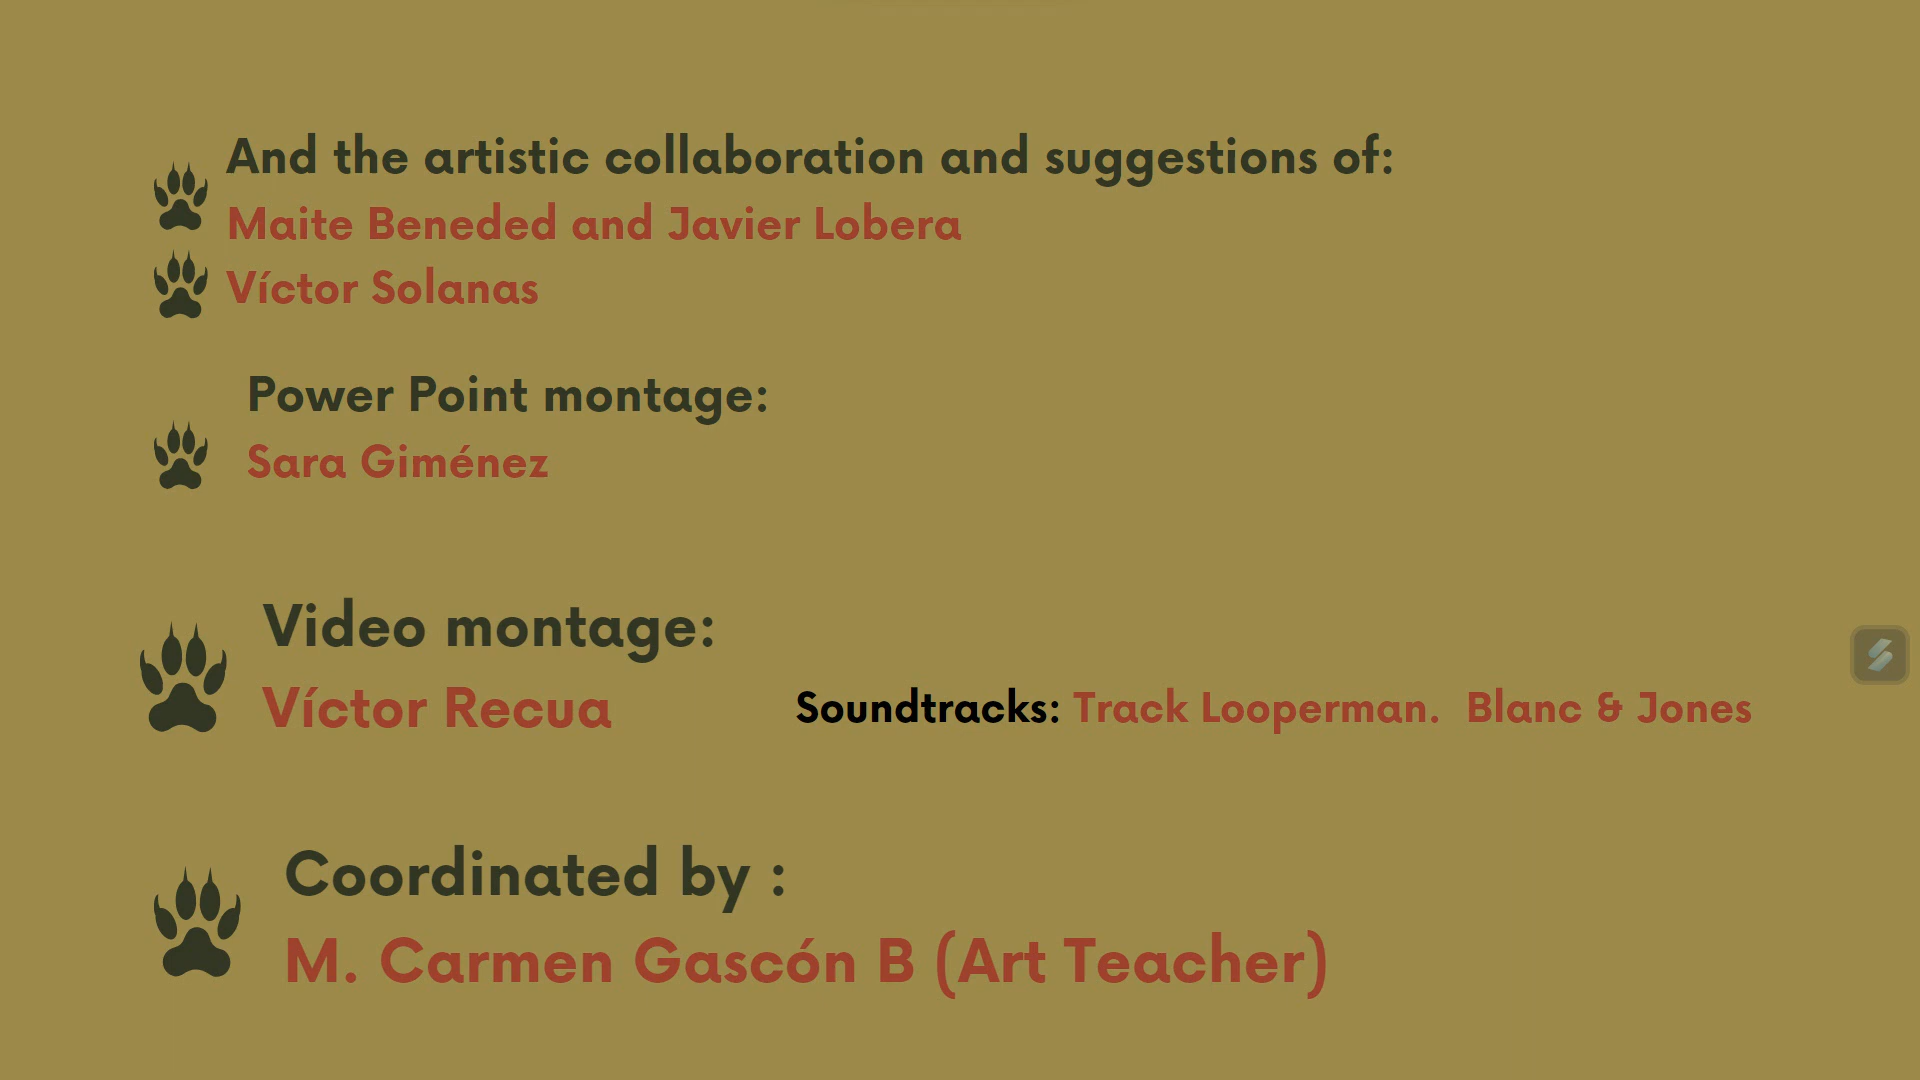 And the artistic collaboration and suggestions of:
Maite Beneded and Javier Lobera
Víctor Solanas
Power Point montage:
Sara Giménez
Video montage:
Víctor Recua
Soundtracks: Track Looperman. Blanc & Jones
Coordinated by :
M. Carmen Gascón B (Art Teacher)